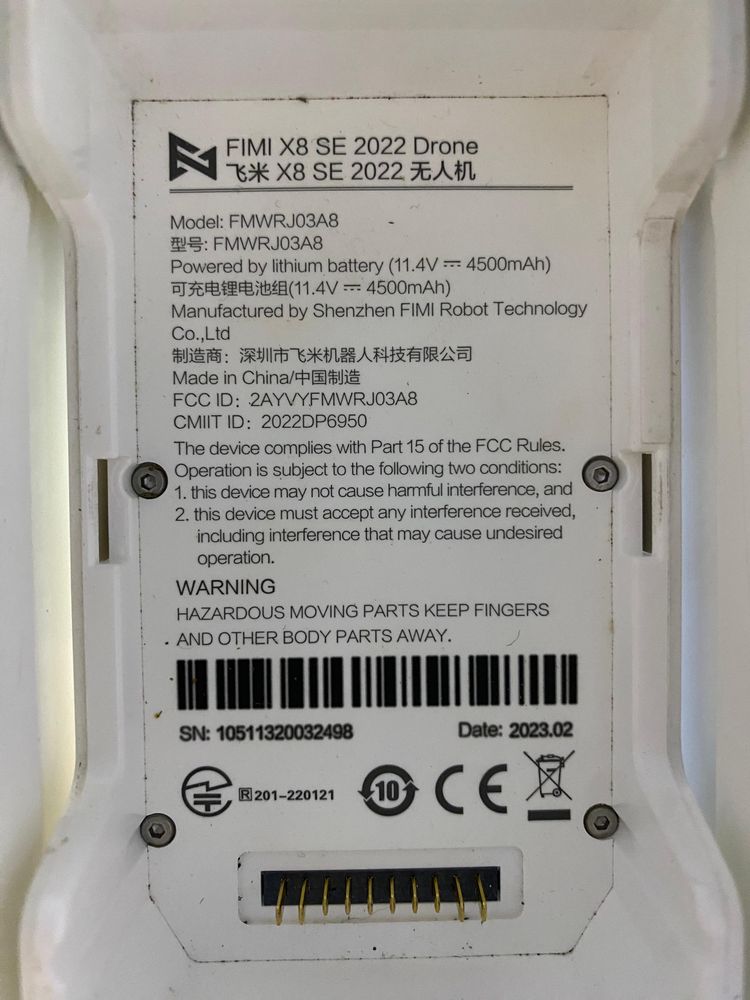 FIMI X8 SE 2022 Drone
飞米 X8 SE 2022 无人机
Model: FMWRJ03A8
型号: FMWRJ03A8
Powered by lithium battery (11.4V ⎓ 4500mAh)
可充电锂电池组(11.4V ⎓ 4500mAh)
Manufactured by Shenzhen FIMI Robot Technology
Co.,Ltd
制造商：深圳市飞米机器人科技有限公司
Made in China/中国制造
FCC ID：2AYVYFMWRJ03A8
CMIIT ID：2022DP6950
The device complies with Part 15 of the FCC Rules.
Operation is subject to the following two conditions:
1. this device may not cause harmful interference, and
2. this device must accept any interference received,
including interference that may cause undesired
operation.
WARNING
HAZARDOUS MOVING PARTS KEEP FINGERS
AND OTHER BODY PARTS AWAY.
SN: 10511320032498 Date: 2023.02
R 201-220121 10 CE